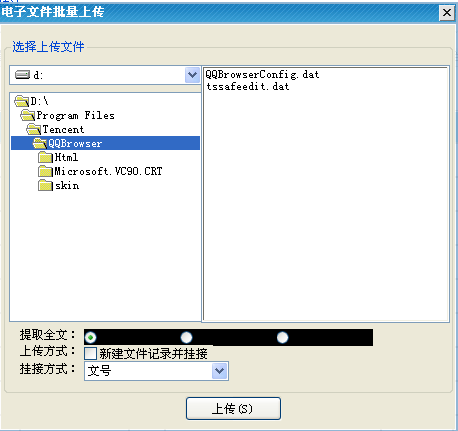 电子文件批量上传
选择上传文件
d:
QQBrowserConfig.dat
tssafeedit.dat
D:\
Program Files
Tencent
QQBrowser
Html
Microsoft.VC90.CRT
skin
提取全文：
上传方式： 新建文件记录并挂接
挂接方式： 文号
上传(S)